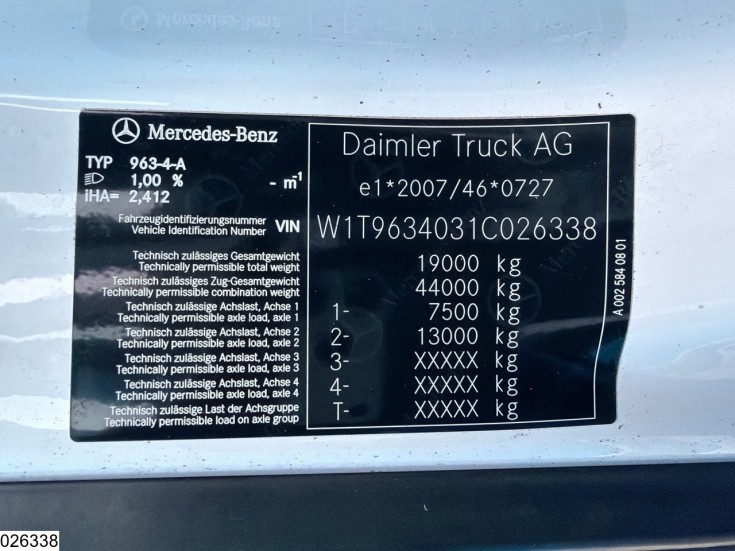 Mercedes-Benz
TYP 963-4-A
1,00 % - m⁻¹
iHA= 2,412
Fahrzeugidentifizierungsnummer
Vehicle Identification Number VIN
Technisch zulässiges Gesamtgewicht
Technically permissible total weight
Technisch zulässiges Zug-Gesamtgewicht
Technically permissible combination weight
Technisch zulässige Achslast, Achse 1
Technically permissible axle load, axle 1
Technisch zulässige Achslast, Achse 2
Technically permissible axle load, axle 2
Technisch zulässige Achslast, Achse 3
Technically permissible axle load, axle 3
Technisch zulässige Achslast, Achse 4
Technically permissible axle load, axle 4
Technisch zulässige Last der Achsgruppe
Technically permissible load on axle group
Daimler Truck AG
e1*2007/46*0727
W1T9634031C026338
19000 kg
44000 kg
1- 7500 kg
2- 13000 kg
3- XXXXX kg
4- XXXXX kg
T- XXXXX kg
A 002 584 08 01
026338